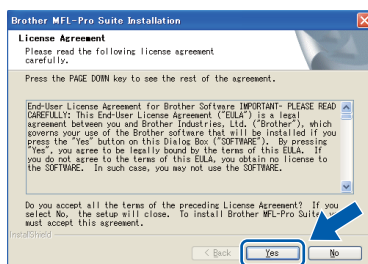 Brother MFL-Pro Suite Installation
License Agreement
Please read the following license agreement
carefully.
Press the PAGE DOWN key to see the rest of the agreement.
End-User License Agreement for Brother Software IMPORTANT- PLEASE READ
CAREFULLY: This End-User License Agreement ("EULA") is a legal
agreement between you and Brother Industries, Ltd. ("Brother"), which
governs your use of the Brother software that will be installed if you
press the "Yes" button on this Dialog Box ("SOFTWARE"). By pressing
"Yes", you agree to be legally bound by the terms of this EULA. If
you do not agree to the terms of this EULA, you obtain no license to
the SOFTWARE. In such case, you may not use the SOFTWARE.
Do you accept all the terms of the preceding License Agreement? If you
select No, the setup will close. To install Brother MFL-Pro Suite, you
must accept this agreement.
InstallShield
< Back Yes No